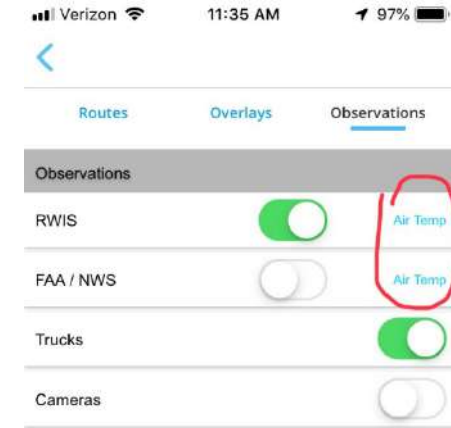 Verizon 11:35 AM 97%
Routes Overlays Observations
Observations
RWIS Air Temp
FAA / NWS Air Temp
Trucks
Cameras